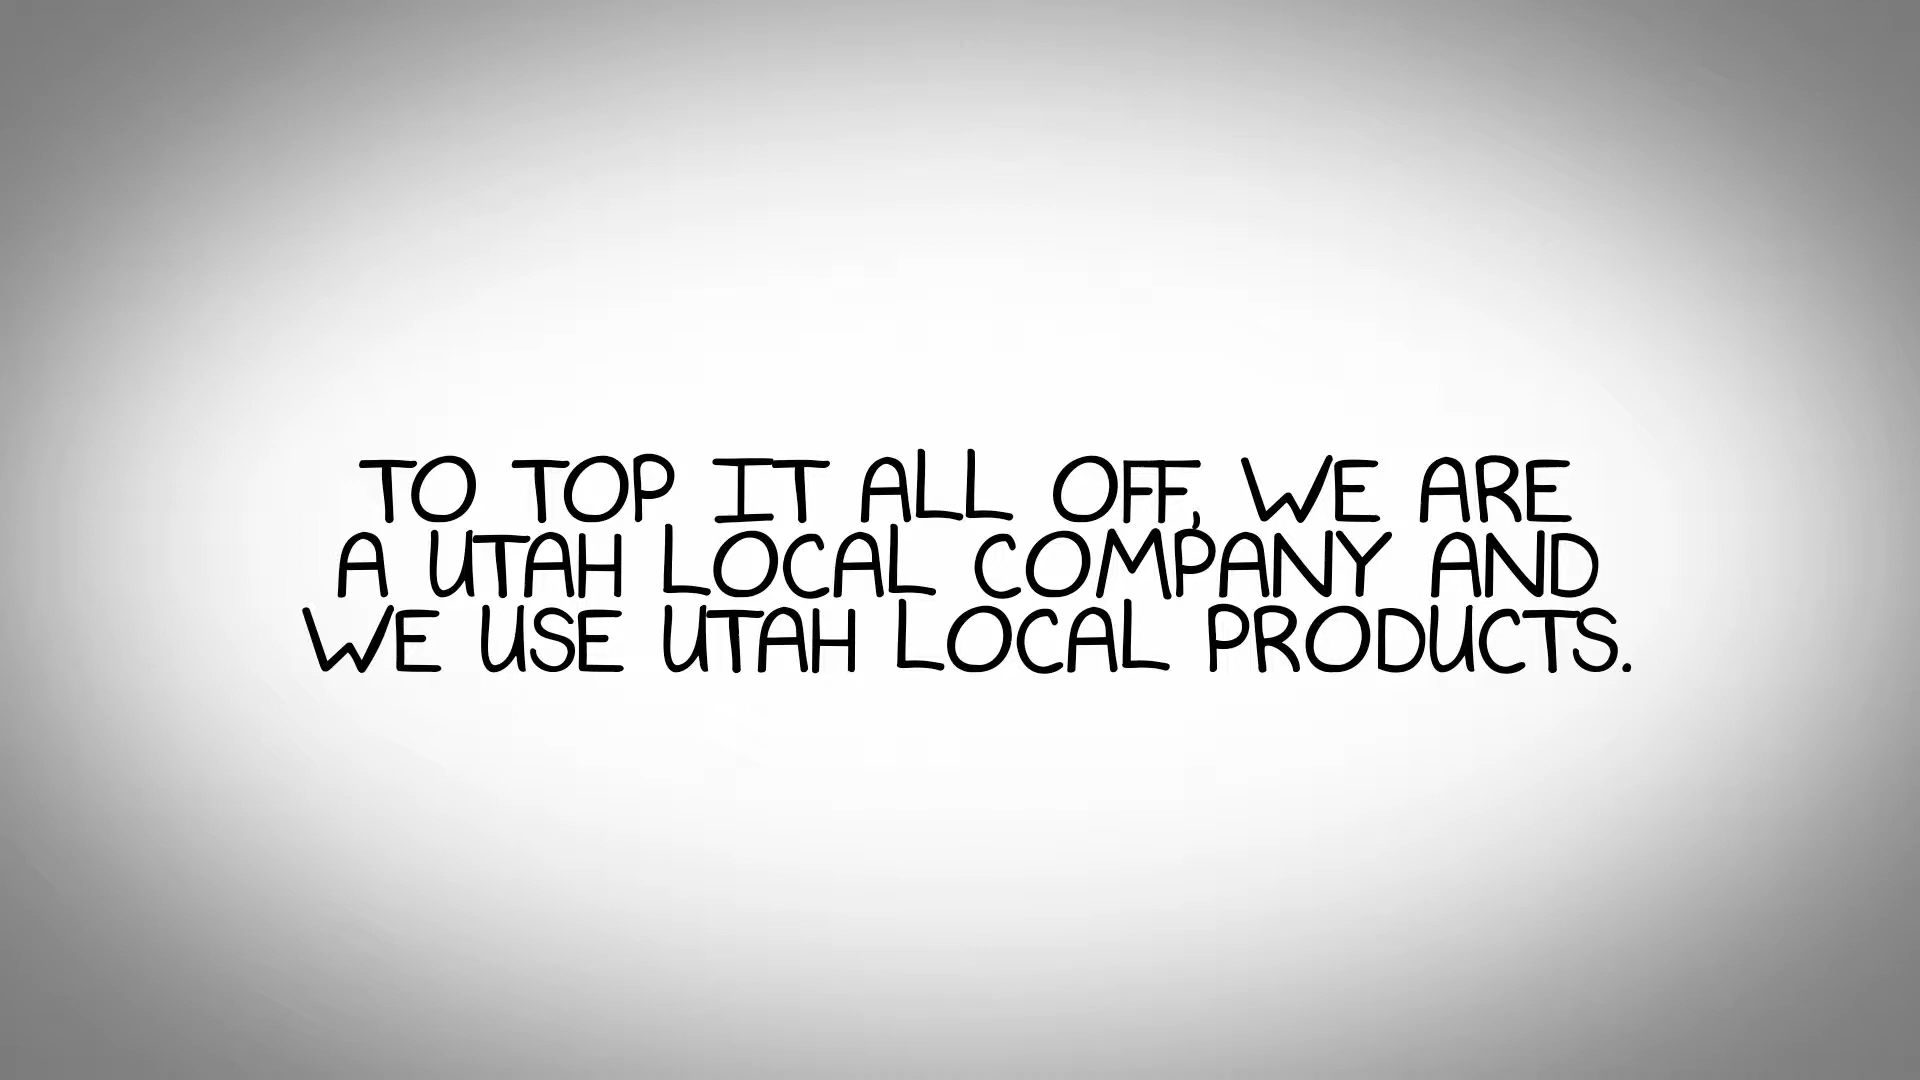 TO TOP IT ALL OFF, WE ARE
A UTAH LOCAL COMPANY AND
WE USE UTAH LOCAL PRODUCTS.